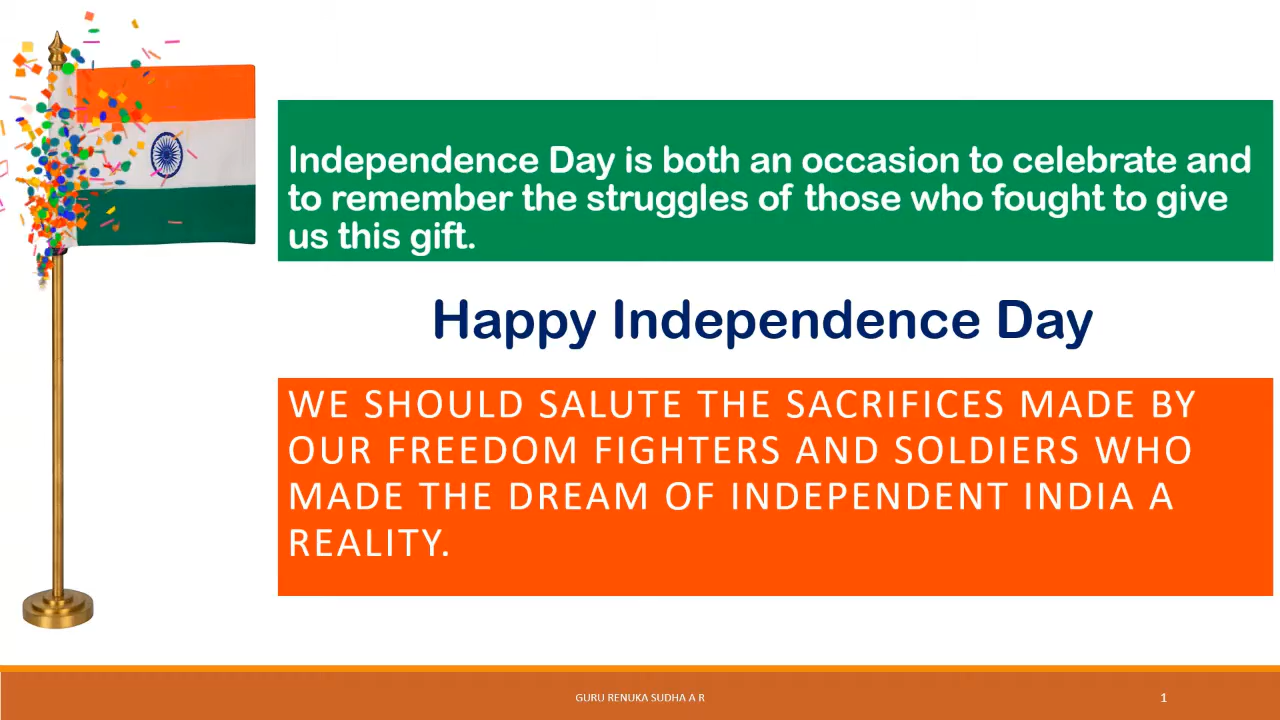 Independence Day is both an occasion to celebrate and
to remember the struggles of those who fought to give
us this gift.
Happy Independence Day
WE SHOULD SALUTE THE SACRIFICES MADE BY
OUR FREEDOM FIGHTERS AND SOLDIERS WHO
MADE THE DREAM OF INDEPENDENT INDIA A
REALITY.
GURU RENUKA SUDHA A R
1